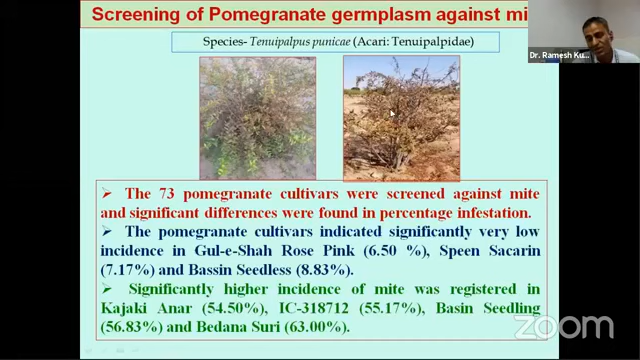 Screening of Pomegranate germplasm against mi
Dr. Ramesh Ku...
Species- Tenuipalpus punicae (Acari: Tenuipalpidae)
➢ The 73 pomegranate cultivars were screened against mite
and significant differences were found in percentage infestation.
➢ The pomegranate cultivars indicated significantly very low
incidence in Gul-e-Shah Rose Pink (6.50 %), Speen Sacarin
(7.17%) and Bassin Seedless (8.83%).
➢ Significantly higher incidence of mite was registered in
Kajaki Anar (54.50%), IC-318712 (55.17%), Basin Seedling
(56.83%) and Bedana Suri (63.00%).
zoom